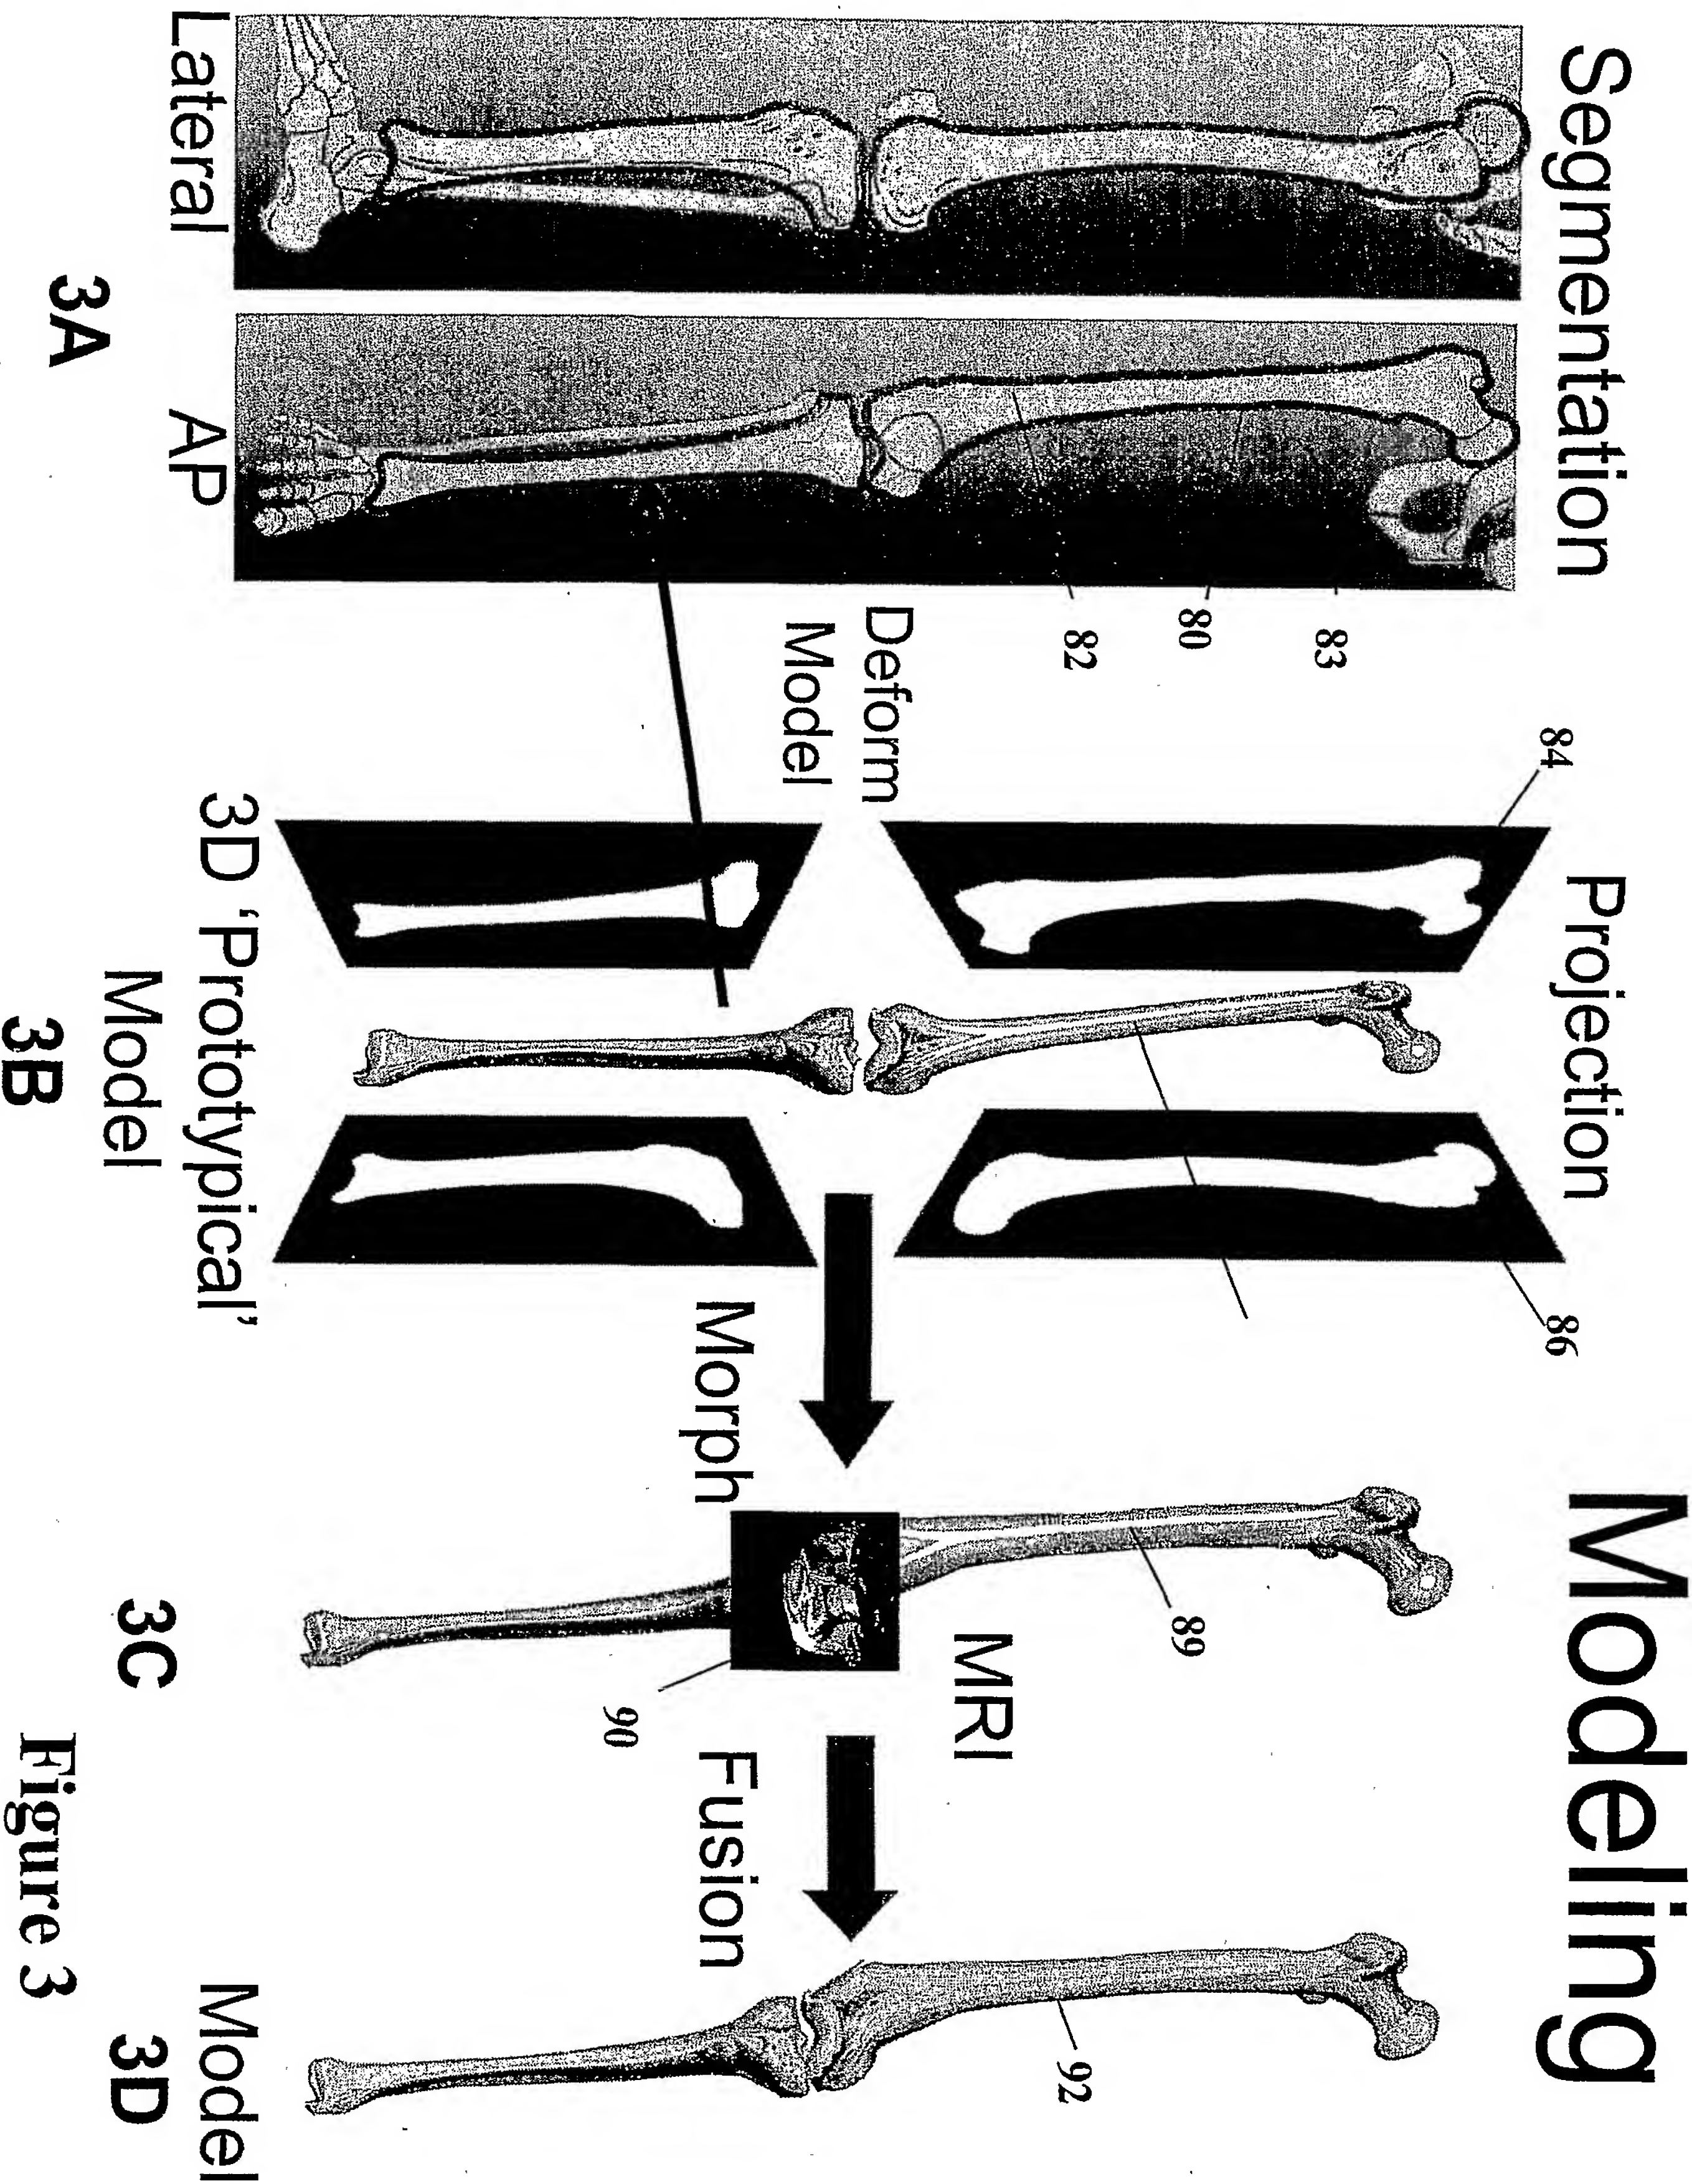 Modeling
Segmentation
Projection
84
86
83
80
82
89
92
Deform
Model
MRI
Morph
Fusion
90
Lateral
AP
3D 'Prototypical'
Model
Model
3A
3B
3C
3D
Figure 3